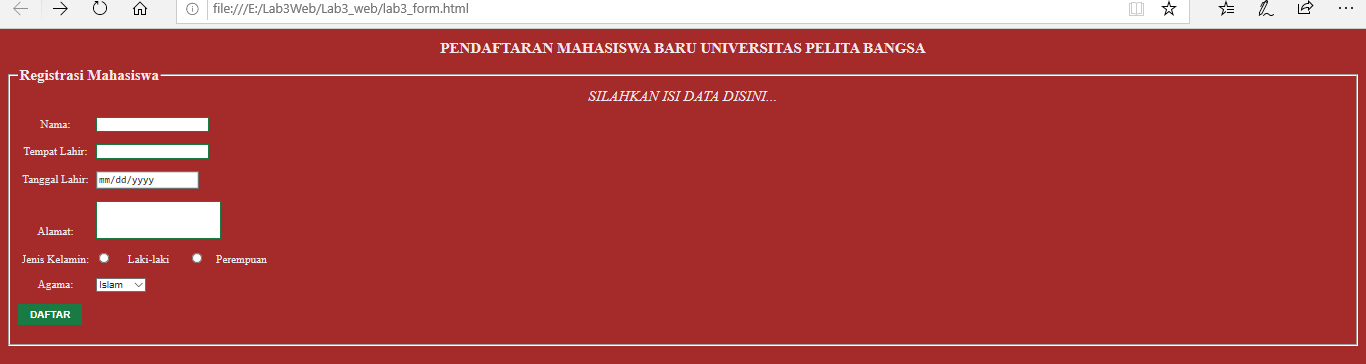 file:///E:/Lab3Web/Lab3_web/lab3_form.html
PENDAFTARAN MAHASISWA BARU UNIVERSITAS PELITA BANGSA
Registrasi Mahasiswa
SILAHKAN ISI DATA DISINI...
Nama:
Tempat Lahir:
Tanggal Lahir: mm/dd/yyyy
Alamat:
Jenis Kelamin: Laki-laki Perempuan
Agama: Islam
DAFTAR